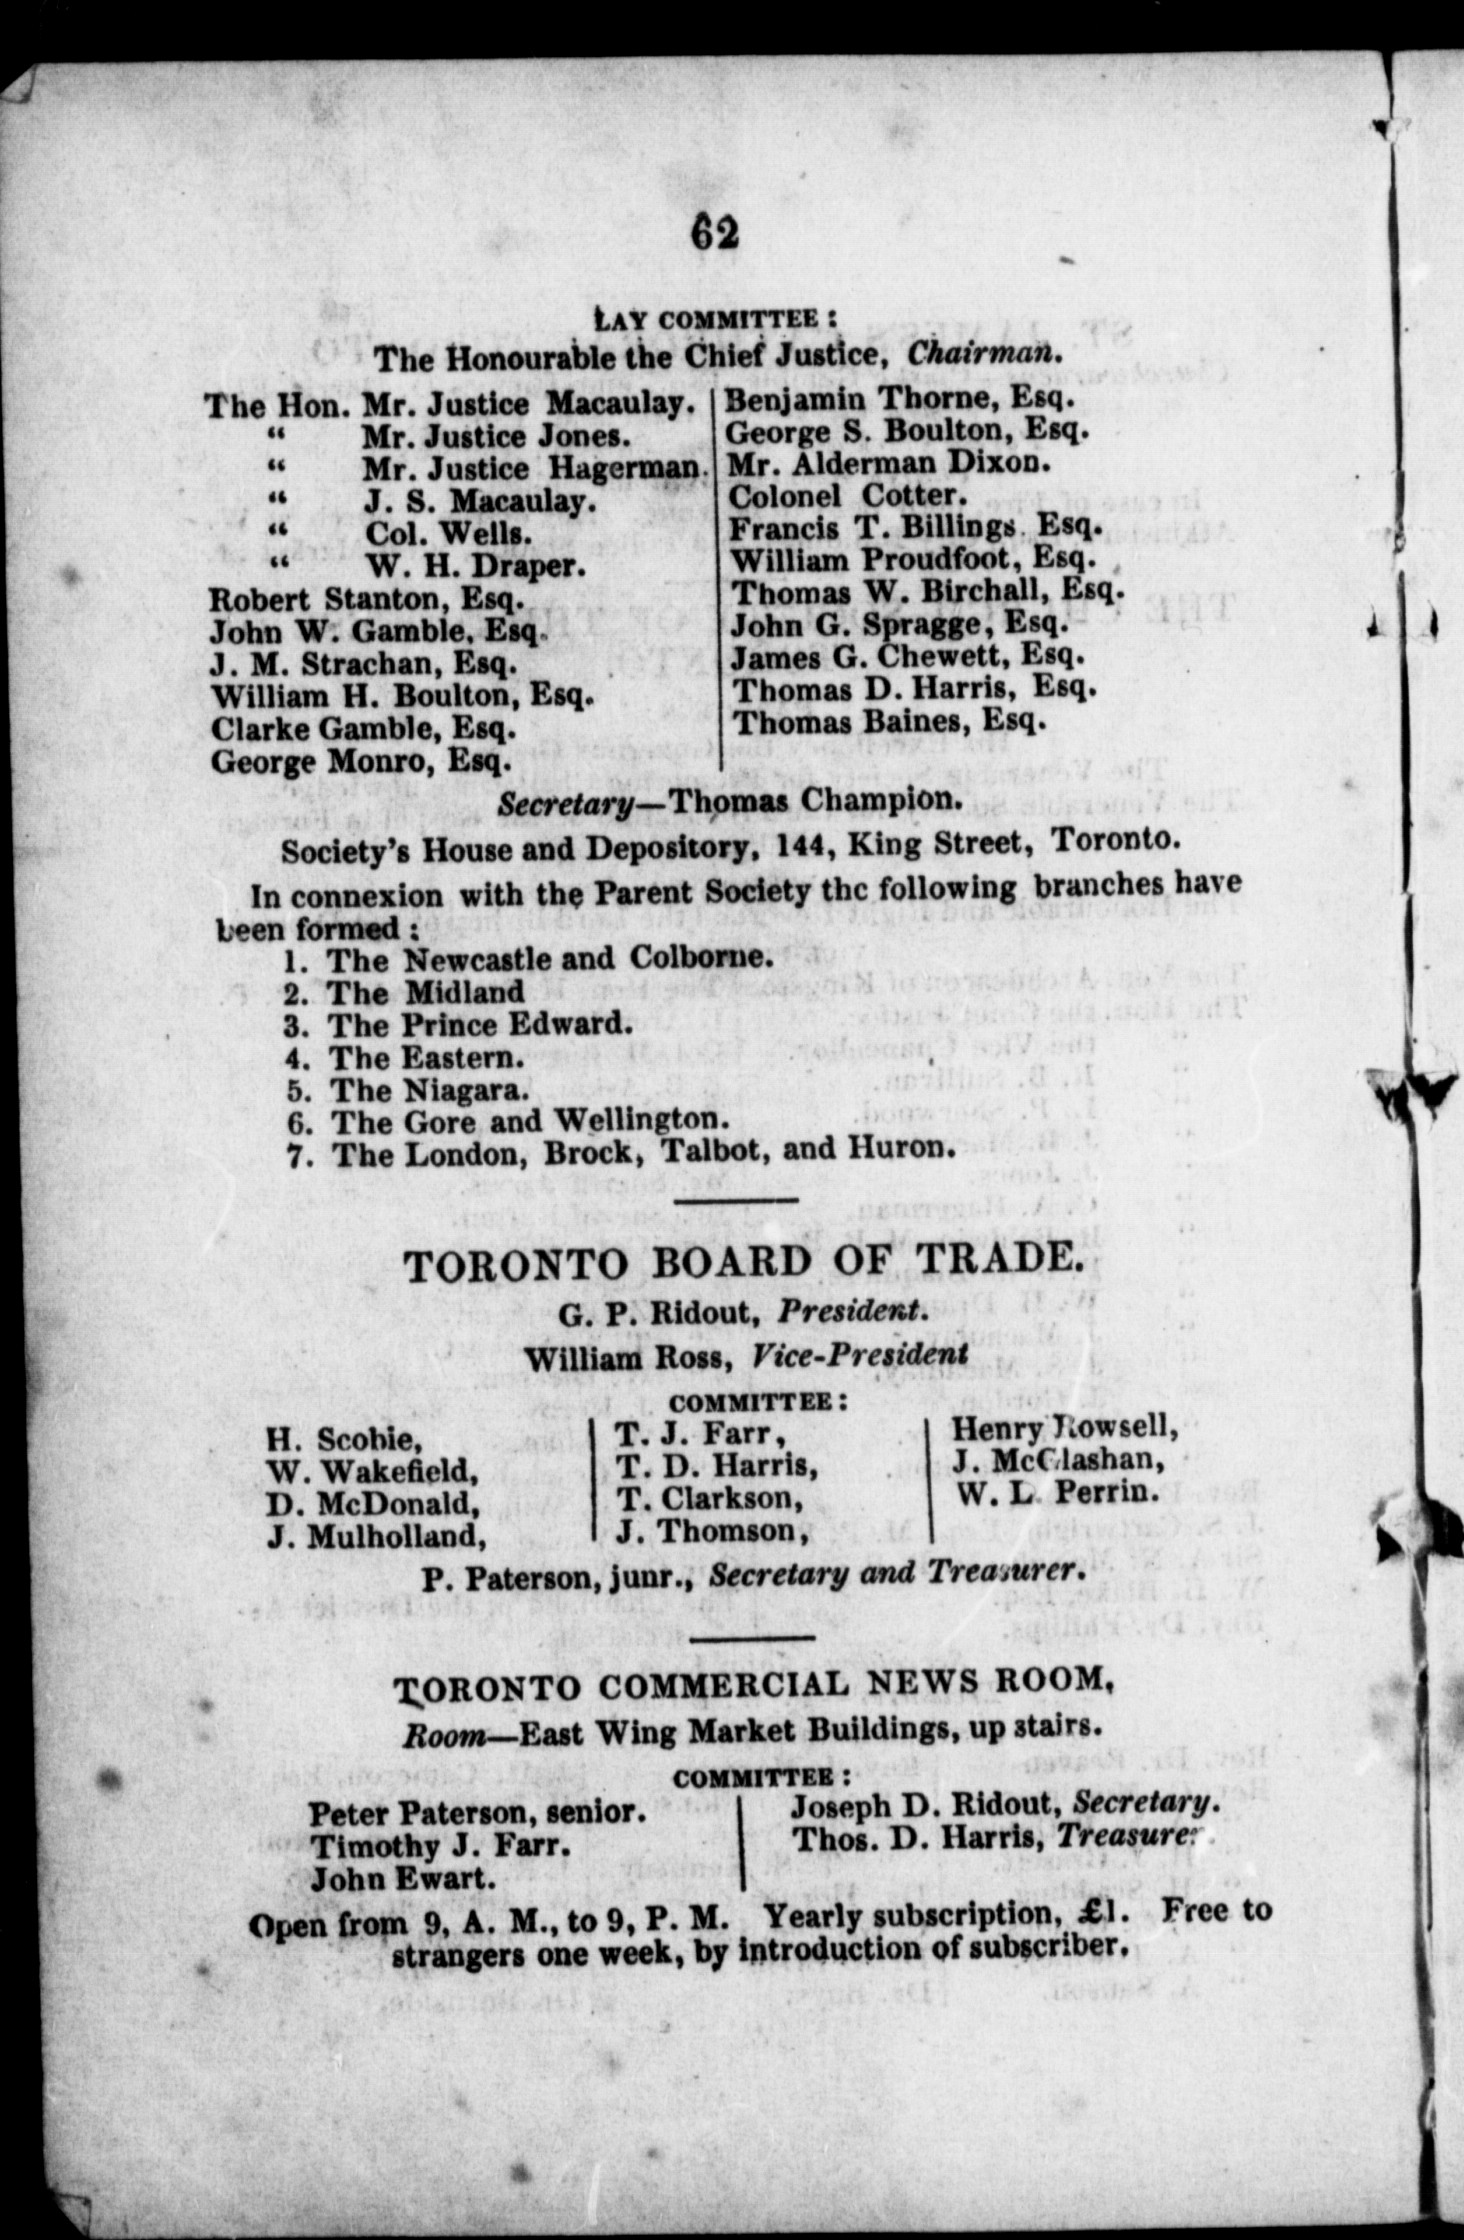 62
LAY COMMITTEE :
The Honourable the Chief Justice, Chairman.
The Hon. Mr. Justice Macaulay.
“ Mr. Justice Jones.
“ Mr. Justice Hagerman.
“ J. S. Macaulay.
“ Col. Wells.
“ W. H. Draper.
Robert Stanton, Esq.
John W. Gamble, Esq.
J. M. Strachan, Esq.
William H. Boulton, Esq.
Clarke Gamble, Esq.
George Monro, Esq.
Benjamin Thorne, Esq.
George S. Boulton, Esq.
Mr. Alderman Dixon.
Colonel Cotter.
Francis T. Billings. Esq.
William Proudfoot, Esq.
Thomas W. Birchall, Esq.
John G. Spragge, Esq.
James G. Chewett, Esq.
Thomas D. Harris, Esq.
Thomas Baines, Esq.
Secretary—Thomas Champion.
Society's House and Depository, 144, King Street, Toronto.
In connexion with the Parent Society the following branches have
been formed :
1. The Newcastle and Colborne.
2. The Midland
3. The Prince Edward.
4. The Eastern.
5. The Niagara.
6. The Gore and Wellington.
7. The London, Brock, Talbot, and Huron.
TORONTO BOARD OF TRADE.
G. P. Ridout, President.
William Ross, Vice-President
COMMITTEE :
H. Scobie,
W. Wakefield,
D. McDonald,
J. Mulholland,
T. J. Farr,
T. D. Harris,
T. Clarkson,
J. Thomson,
Henry Rowsell,
J. McGlashan,
W. L. Perrin.
P. Paterson, junr., Secretary and Treasurer.
TORONTO COMMERCIAL NEWS ROOM,
Room—East Wing Market Buildings, up stairs.
COMMITTEE :
Peter Paterson, senior.
Timothy J. Farr.
John Ewart.
Joseph D. Ridout, Secretary.
Thos. D. Harris, Treasurer.
Open from 9, A. M., to 9, P. M. Yearly subscription, £1. Free to
strangers one week, by introduction of subscriber.